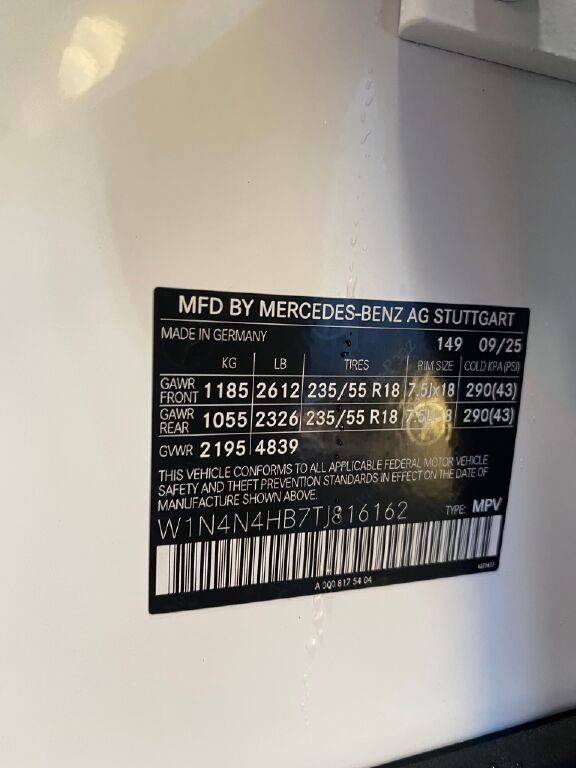 MFD BY MERCEDES-BENZ AG STUTTGART
MADE IN GERMANY 149 09/25
KG LB TIRES RIM SIZE COLD KPA (PSI)
GAWR FRONT 1185 2612 235/55 R18 7.5Jx18 290(43)
GAWR REAR 1055 2326 235/55 R18 7.5Jx18 290(43)
GVWR 2195 4839
THIS VEHICLE CONFORMS TO ALL APPLICABLE FEDERAL MOTOR VEHICLE
SAFETY AND THEFT PREVENTION STANDARDS IN EFFECT ON THE DATE OF
MANUFACTURE SHOWN ABOVE.
W1N4N4HB7TJ816162 TYPE: MPV
A 000 817 54 04